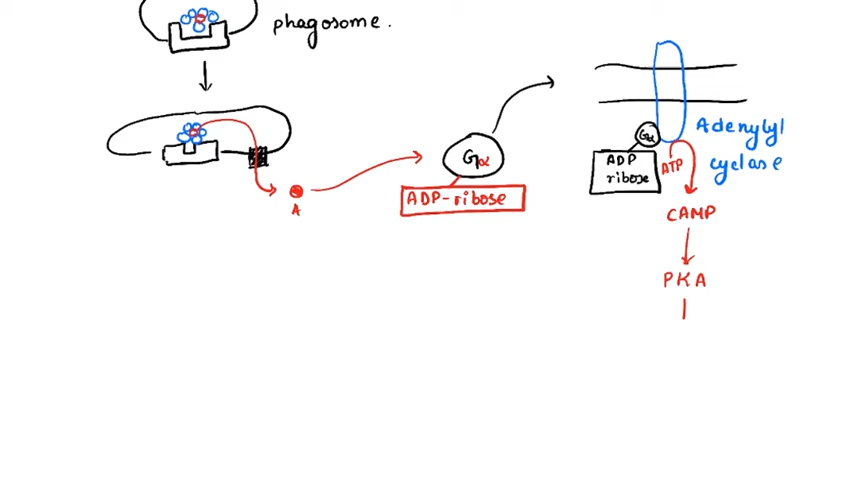 phagosome.
A
Gα
ADP-ribose
Gα
ADP
ribose
ATP
Adenylyl
cyclase
CAMP
PKA